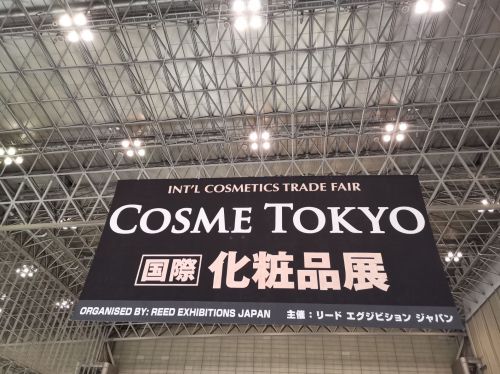 INT'L COSMETICS TRADE FAIR
COSME TOKYO
国際 化粧品展
ORGANISED BY: REED EXHIBITIONS JAPAN 主催：リード エグジビション ジャパン